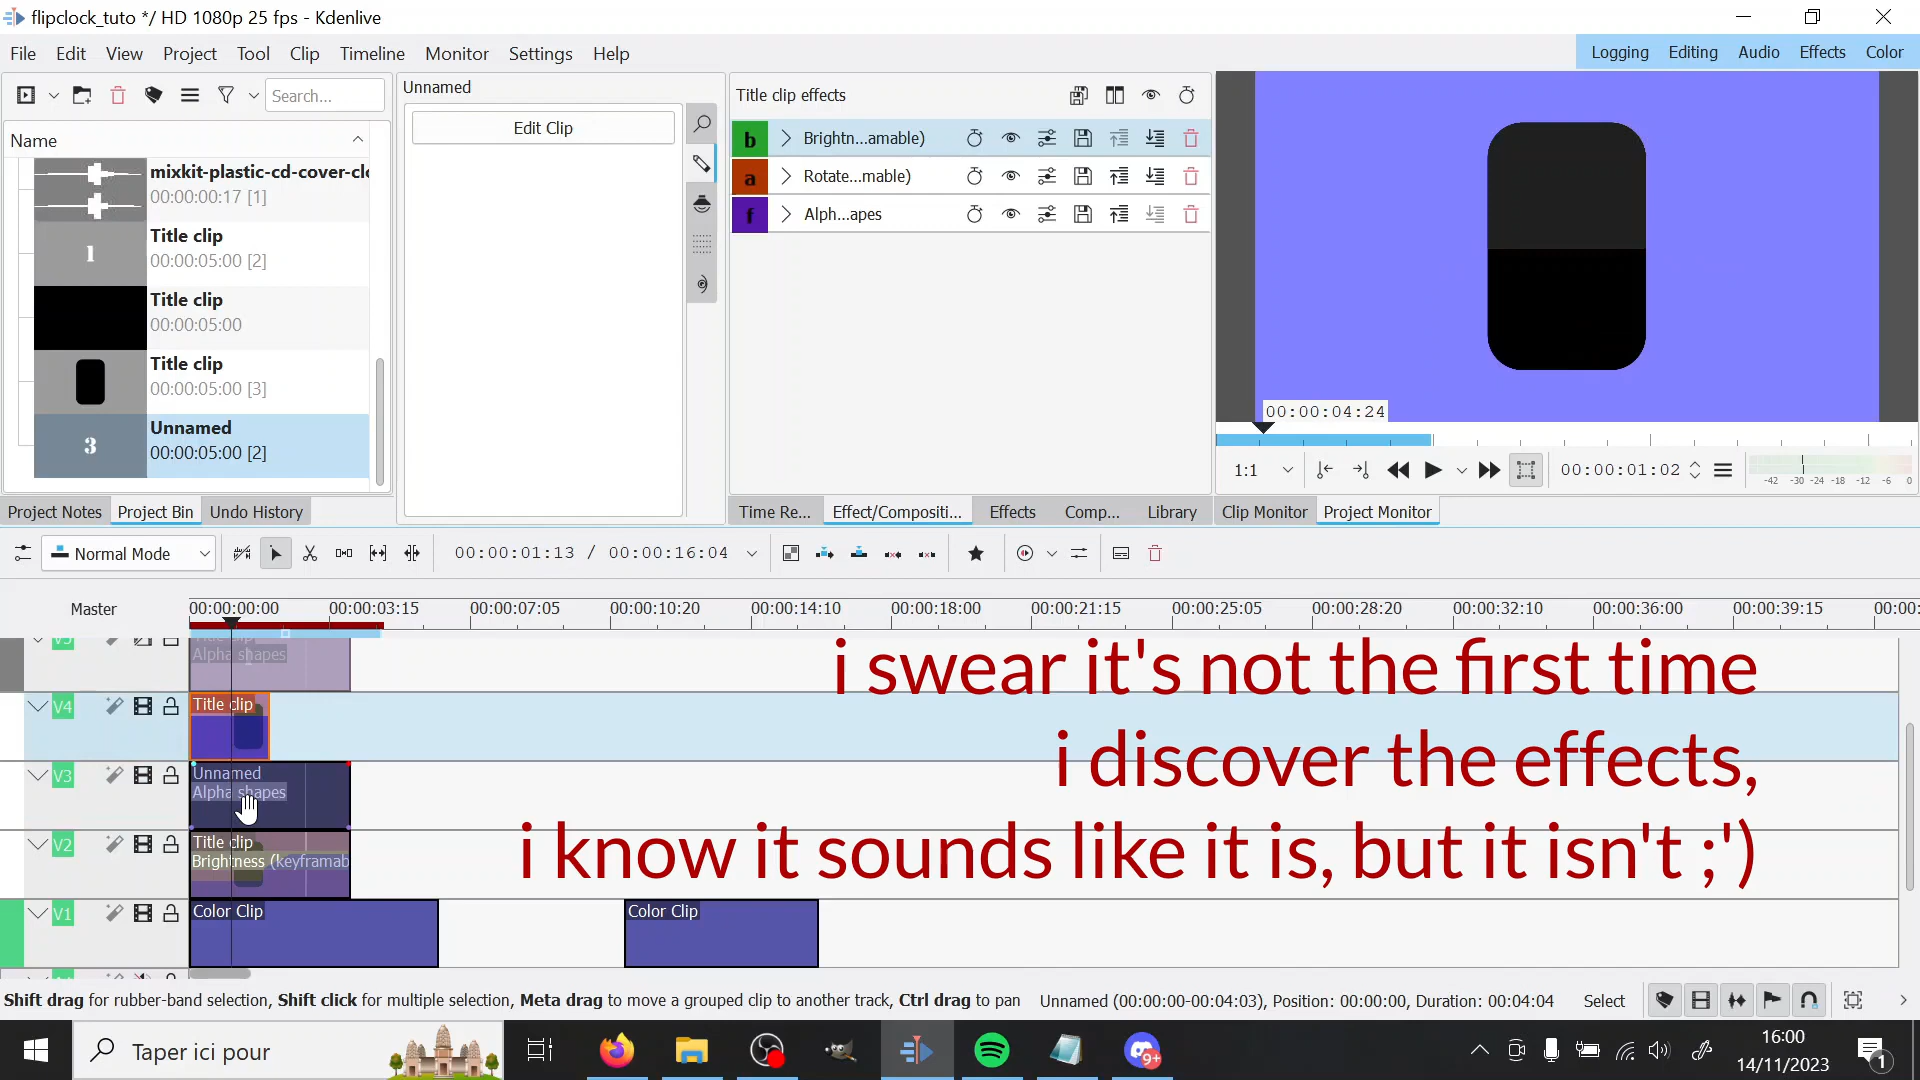 flipclock_tuto */ HD 1080p 25 fps - Kdenlive
File Edit View Project Tool Clip Timeline Monitor Settings Help
Logging Editing Audio Effects Color
Search...
Name
mixkit-plastic-cd-cover-cl
00:00:00:17 [1]
Title clip
00:00:05:00 [2]
1
Title clip
00:00:05:00
Title clip
00:00:05:00 [3]
Unnamed
00:00:05:00 [2]
3
Project Notes Project Bin Undo History
Unnamed
Edit Clip
Title clip effects
b Brightn...amable)
a Rotate...mable)
f Alph...apes
Time Re... Effect/Compositi... Effects Comp... Library
00:00:04:24
1:1 00:00:01:02
-42 -30 -24 -18 -12 -6 0
Clip Monitor Project Monitor
Normal Mode 00:00:01:13 / 00:00:16:04
Master 00:00:00:00 00:00:03:15 00:00:07:05 00:00:10:20 00:00:14:10 00:00:18:00 00:00:21:15 00:00:25:05 00:00:28:20 00:00:32:10 00:00:36:00 00:00:39:15 00:00:
Alpha shapes
V4 Title clip
V3 Unnamed
Alpha shapes
V2 Title clip
Brightness (keyframab
V1 Color Clip Color Clip
i swear it's not the first time
i discover the effects,
i know it sounds like it is, but it isn't ;')
Shift drag for rubber-band selection, Shift click for multiple selection, Meta drag to move a grouped clip to another track, Ctrl drag to pan Unnamed (00:00:00-00:04:03), Position: 00:00:00, Duration: 00:04:04 Select
Taper ici pour
9+
16:00
14/11/2023
1